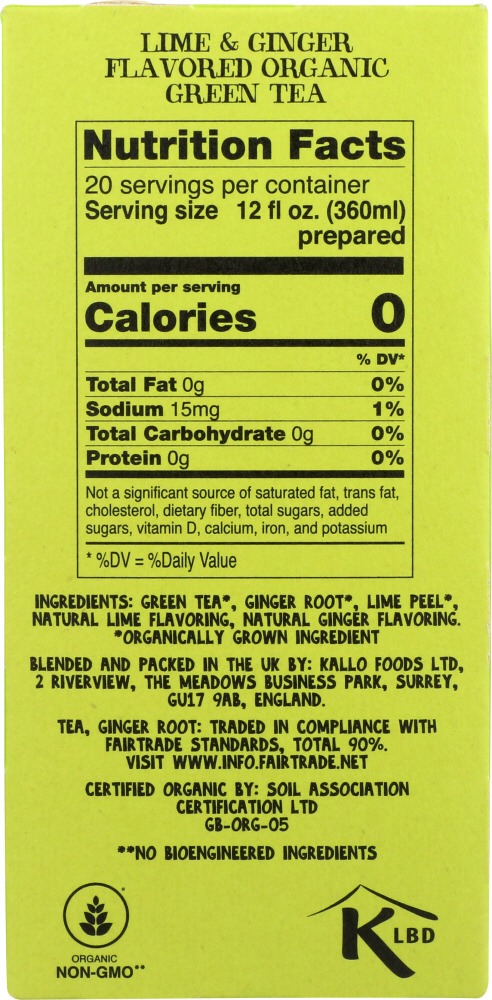 LIME & GINGER
FLAVORED ORGANIC
GREEN TEA
Nutrition Facts
20 servings per container
Serving size 12 fl oz. (360ml)
prepared
Amount per serving
Calories 0
% DV*
Total Fat 0g 0%
Sodium 15mg 1%
Total Carbohydrate 0g 0%
Protein 0g 0%
Not a significant source of saturated fat, trans fat,
cholesterol, dietary fiber, total sugars, added
sugars, vitamin D, calcium, iron, and potassium
* %DV = %Daily Value
INGREDIENTS: GREEN TEA*, GINGER ROOT*, LIME PEEL*,
NATURAL LIME FLAVORING, NATURAL GINGER FLAVORING.
*ORGANICALLY GROWN INGREDIENT
BLENDED AND PACKED IN THE UK BY: KALLO FOODS LTD,
2 RIVERVIEW, THE MEADOWS BUSINESS PARK, SURREY,
GU17 9AB, ENGLAND.
TEA, GINGER ROOT: TRADED IN COMPLIANCE WITH
FAIRTRADE STANDARDS, TOTAL 90%.
VISIT WWW.INFO.FAIRTRADE.NET
CERTIFIED ORGANIC BY: SOIL ASSOCIATION
CERTIFICATION LTD
GB-ORG-05
**NO BIOENGINEERED INGREDIENTS
ORGANIC
NON-GMO**
K LBD